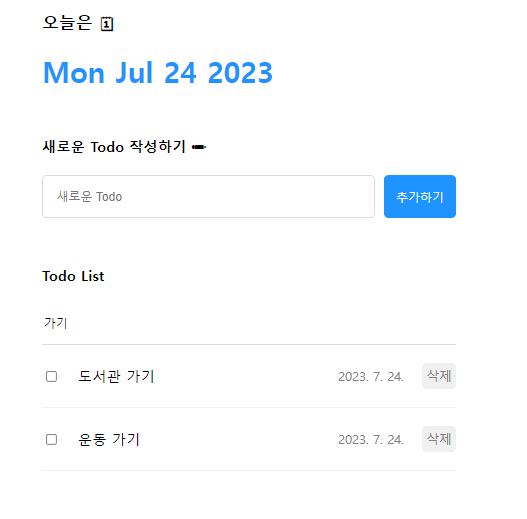 오늘은 🗓
Mon Jul 24 2023
새로운 Todo 작성하기 ✏
새로운 Todo
추가하기
Todo List
가기
도서관 가기 2023. 7. 24. 삭제
운동 가기 2023. 7. 24. 삭제